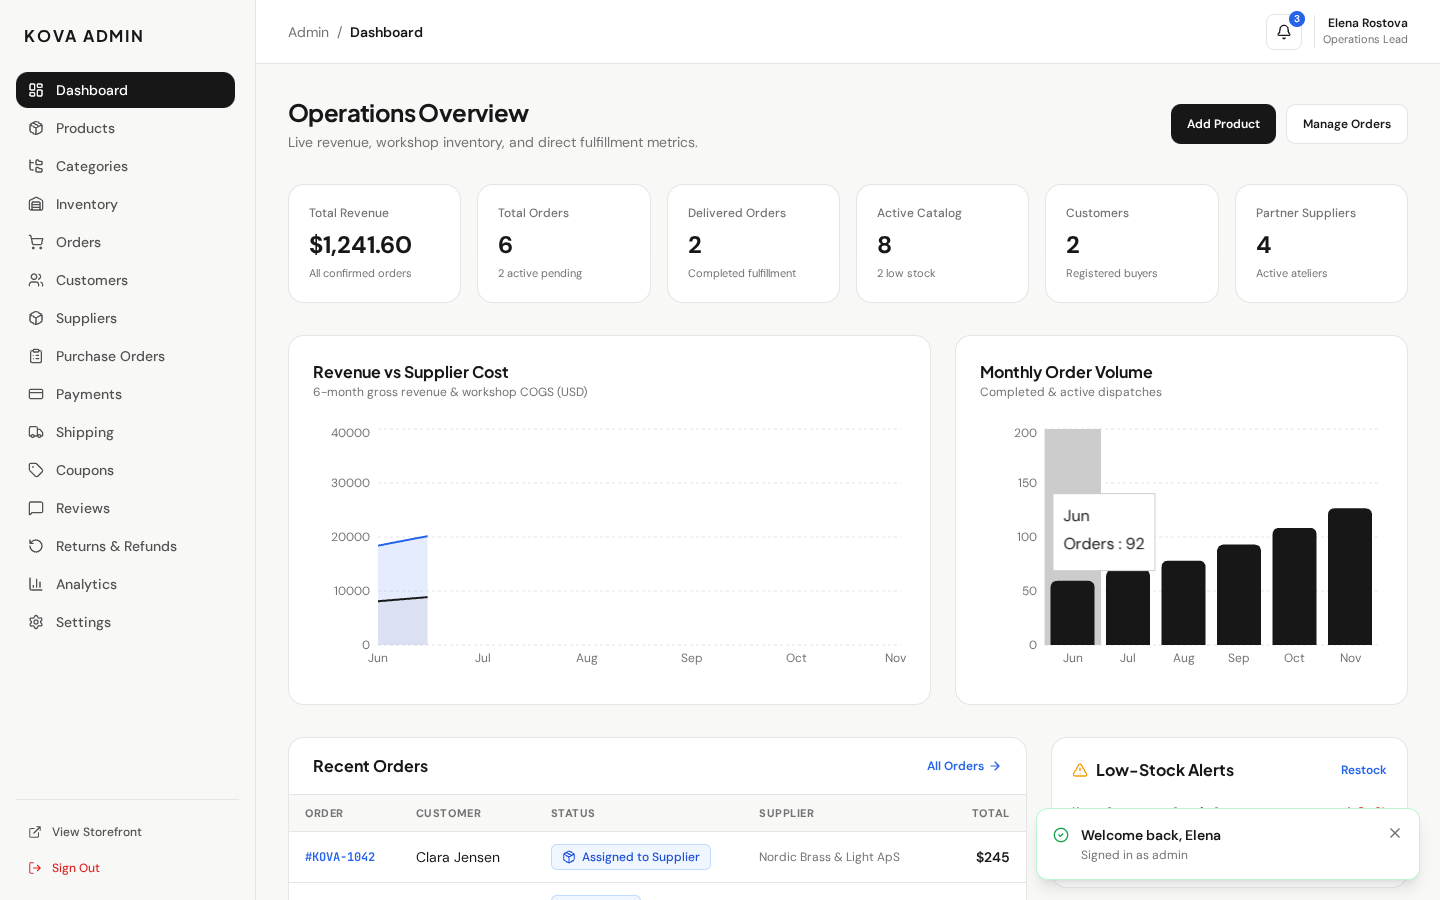 KOVA ADMIN
Dashboard
Products
Categories
Inventory
Orders
Customers
Suppliers
Purchase Orders
Payments
Shipping
Coupons
Reviews
Returns & Refunds
Analytics
Settings
View Storefront
Sign Out
Admin / Dashboard
3
Elena Rostova
Operations Lead
Operations Overview
Live revenue, workshop inventory, and direct fulfillment metrics.
Add Product
Manage Orders
Total Revenue
$1,241.60
All confirmed orders
Total Orders
6
2 active pending
Delivered Orders
2
Completed fulfillment
Active Catalog
8
2 low stock
Customers
2
Registered buyers
Partner Suppliers
4
Active ateliers
Revenue vs Supplier Cost
6-month gross revenue & workshop COGS (USD)
40000
30000
20000
10000
0
Jun Jul Aug Sep Oct Nov
Monthly Order Volume
Completed & active dispatches
200
150
100
50
0
Jun
Orders : 92
Jun Jul Aug Sep Oct Nov
Recent Orders
All Orders
ORDER CUSTOMER STATUS SUPPLIER TOTAL
#KOVA-1042 Clara Jensen Assigned to Supplier Nordic Brass & Light ApS $245
Low-Stock Alerts
Restock
Welcome back, Elena
Signed in as admin